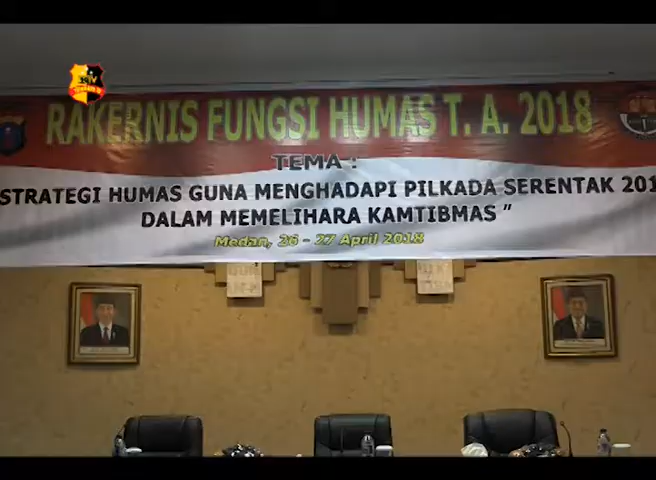 RAKERNIS FUNGSI HUMAS T. A. 2018
TEMA :
STRATEGI HUMAS GUNA MENGHADAPI PILKADA SERENTAK 201
DALAM MEMELIHARA KAMTIBMAS "
Medan, 26 - 27 April 2018